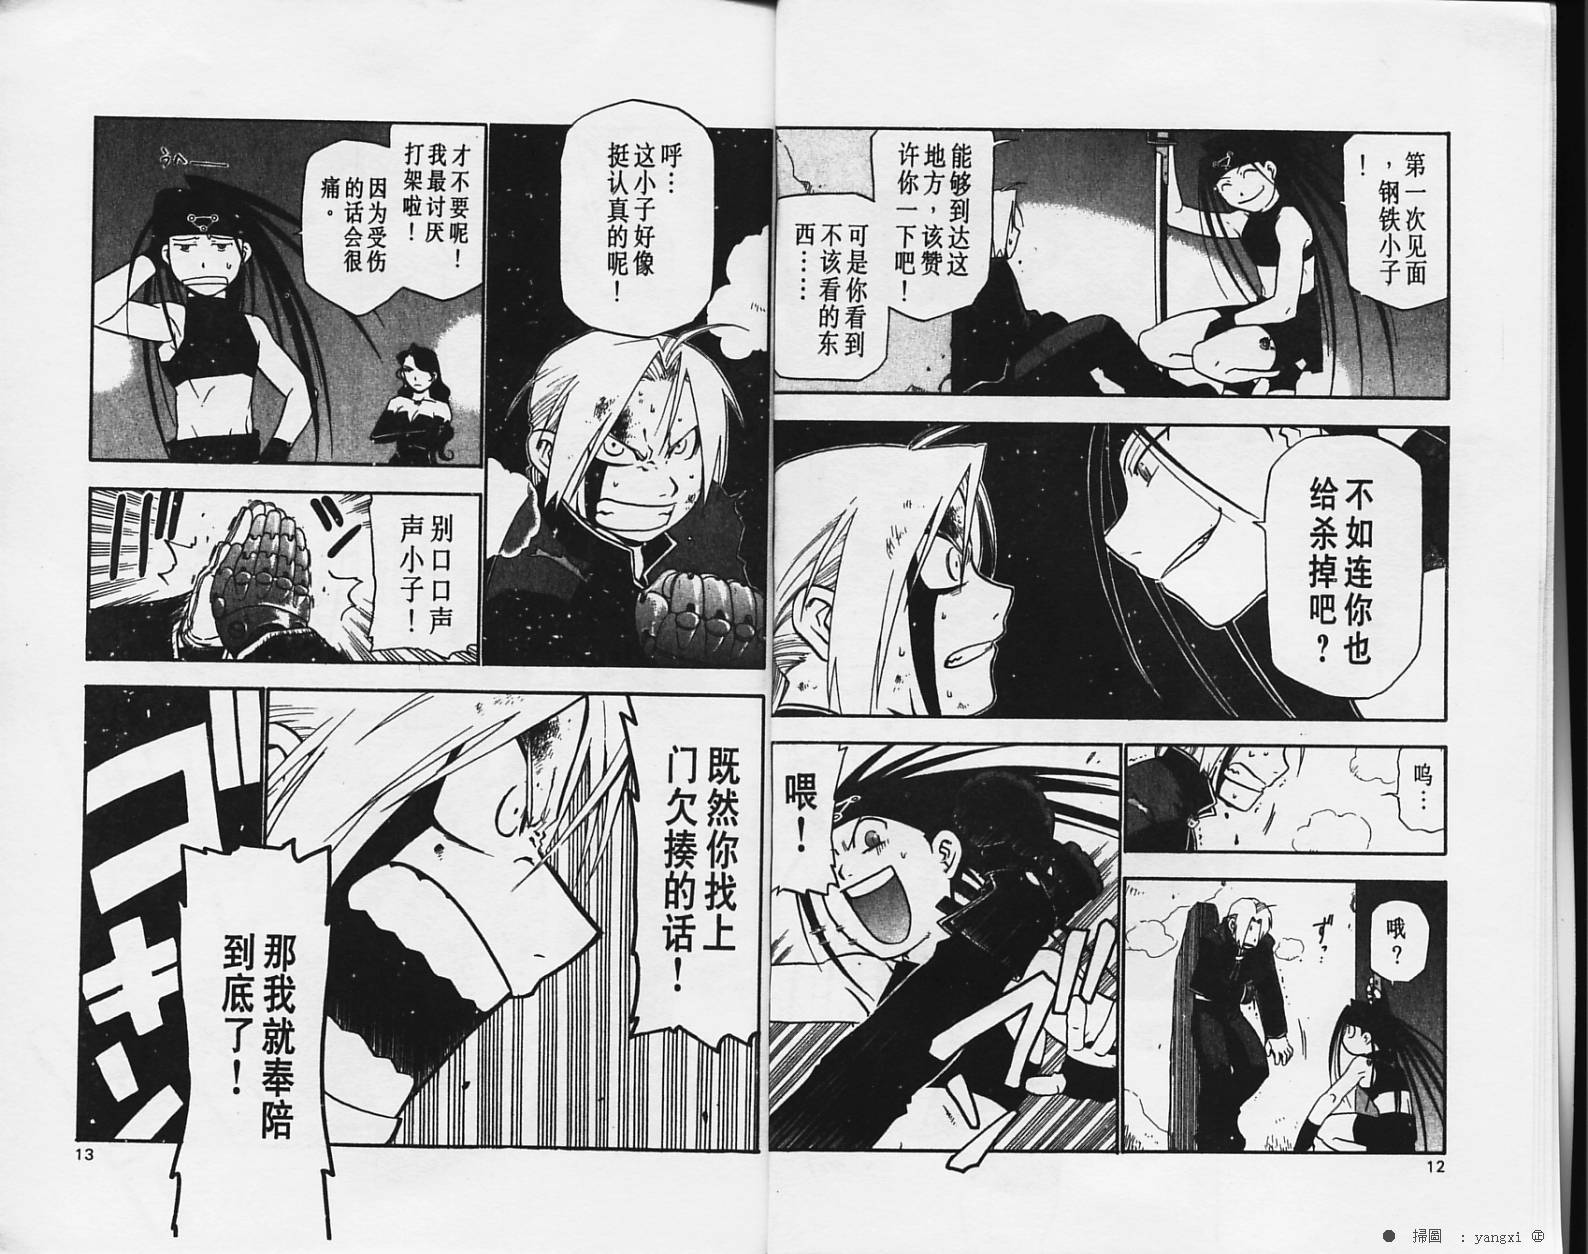 第一次见面
，钢铁小子
！
能够到达这
地方，该赞
许你一下吧！
可是你看到
不该看的东
西……
不如连你也
给杀掉吧？
呜…
哦？
ず…
喂！
12
呼…
这小子好像
挺认真的呢！
才不要呢！
我最讨厌
打架啦！
因为受伤
的话会很
痛。
うへ——
别口口声
声小子！
既然你找上
门欠揍的话！
那我就奉陪
到底了！
13
● 掃圖 : yangxi ㊣